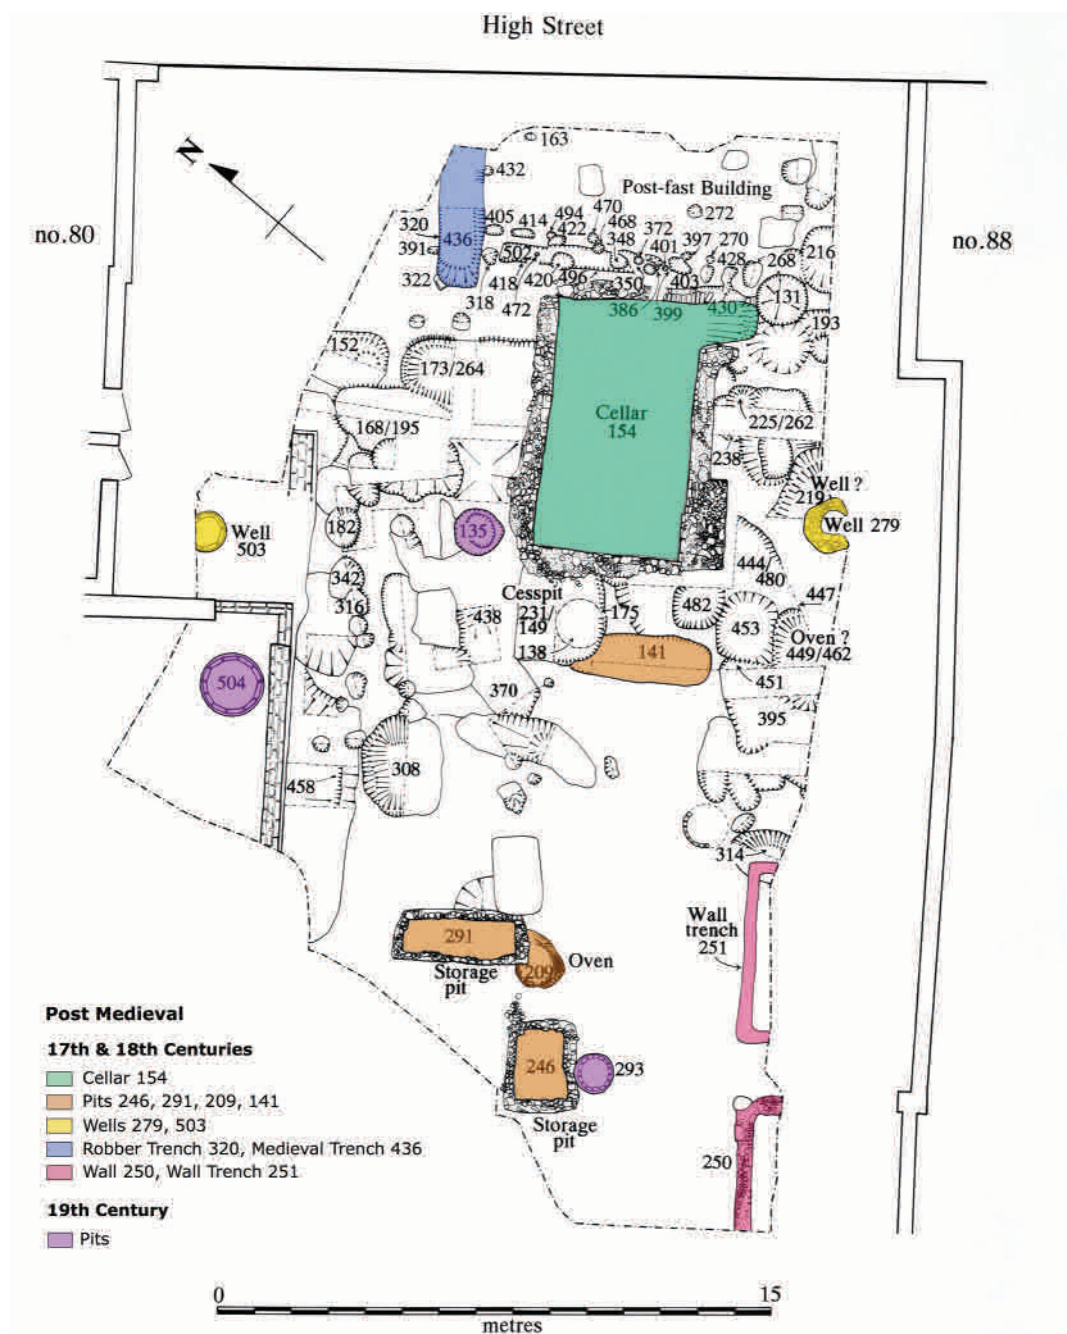 High Street
163
N
432
Post-fast Building
470
no.80
320
405
414
494
422
468
372
272
391
436
502
348
401
397
270
428
268
216
no.88
322
418
420
496
350
403
131
318
472
386
399
430
193
152
173/264
168/195
Cellar
154
225/262
238
Well ?
219
Well 279
Well
503
182
135
444/
480
342
316
Cesspit
231/
149
138
175
482
453
447
438
Oven ?
449/462
141
451
504
370
395
308
458
314
Wall
trench
251
291
Storage
pit
209
Oven
246
293
Storage
pit
250
Post Medieval
17th & 18th Centuries
Cellar 154
Pits 246, 291, 209, 141
Wells 279, 503
Robber Trench 320, Medieval Trench 436
Wall 250, Wall Trench 251
19th Century
Pits
0
15
metres